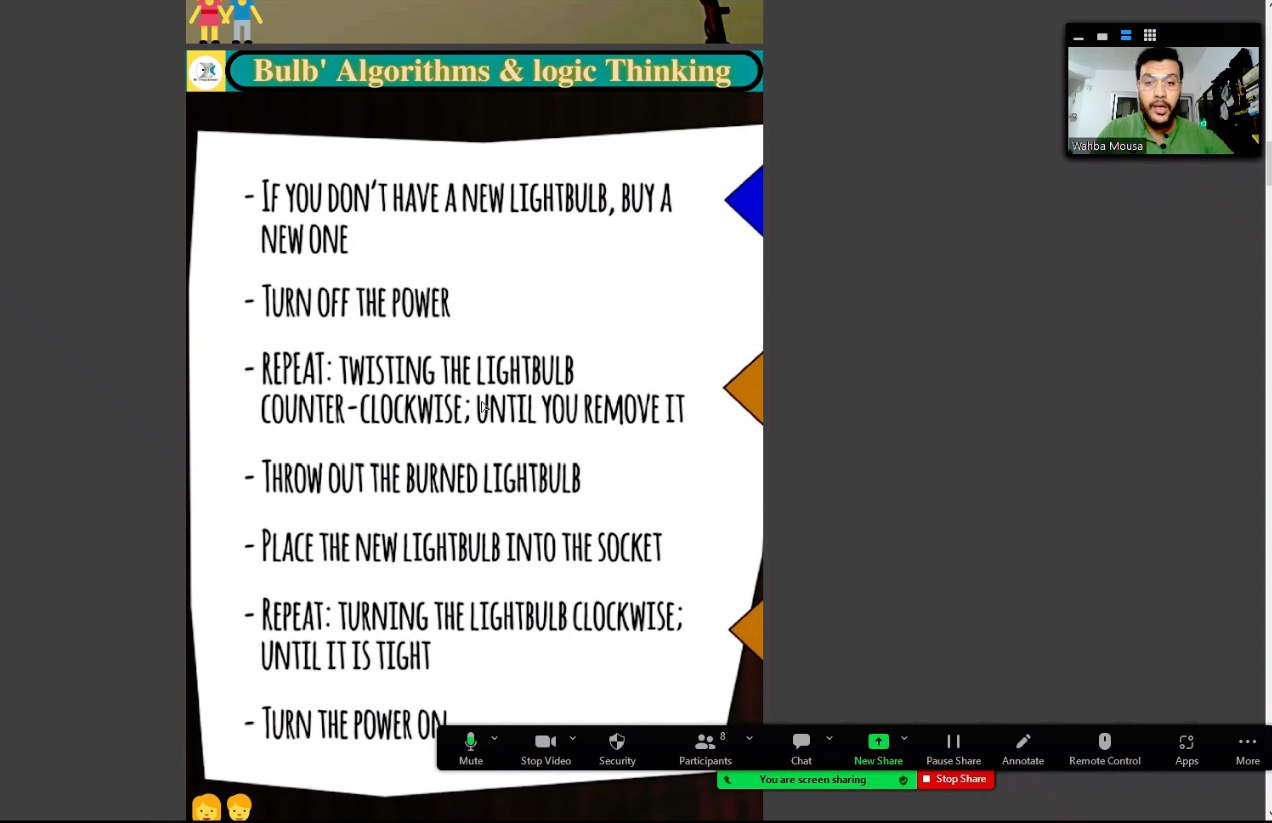 Bulb' Algorithms & logic Thinking
- IF YOU DON'T HAVE A NEW LIGHTBULB, BUY A
NEW ONE
- TURN OFF THE POWER
- REPEAT: TWISTING THE LIGHTBULB
COUNTER-CLOCKWISE; UNTIL YOU REMOVE IT
- THROW OUT THE BURNED LIGHTBULB
- PLACE THE NEW LIGHTBULB INTO THE SOCKET
- REPEAT: TURNING THE LIGHTBULB CLOCKWISE;
UNTIL IT IS TIGHT
- TURN THE POWER ON
Wahba Mousa
8
Mute
Stop Video
Security
Participants
Chat
New Share
Pause Share
Annotate
Remote Control
Apps
More
You are screen sharing
Stop Share